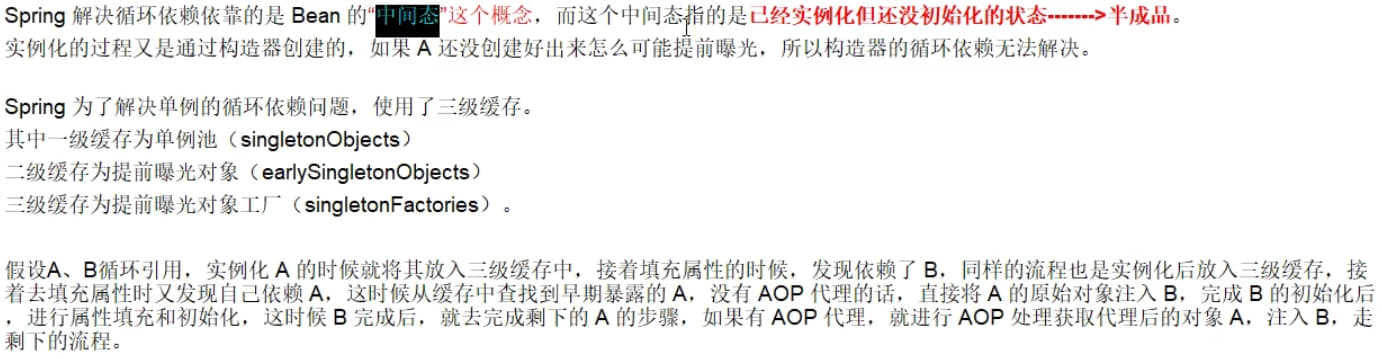 Spring 解决循环依赖依靠的是 Bean 的“中间态”这个概念，而这个中间态指的是已经实例化但还没初始化的状态------->半成品。
实例化的过程又是通过构造器创建的，如果 A 还没创建好出来怎么可能提前曝光，所以构造器的循环依赖无法解决。
Spring 为了解决单例的循环依赖问题，使用了三级缓存。
其中一级缓存为单例池（singletonObjects）
二级缓存为提前曝光对象（earlySingletonObjects）
三级缓存为提前曝光对象工厂（singletonFactories）。
假设A、B循环引用，实例化 A 的时候就将其放入三级缓存中，接着填充属性的时候，发现依赖了 B，同样的流程也是实例化后放入三级缓存，接
着去填充属性时又发现自己依赖 A，这时候从缓存中查找到早期暴露的 A，没有 AOP 代理的话，直接将 A 的原始对象注入 B，完成 B 的初始化后
，进行属性填充和初始化，这时候 B 完成后，就去完成剩下的 A 的步骤，如果有 AOP 代理，就进行 AOP 处理获取代理后的对象 A，注入 B，走
剩下的流程。